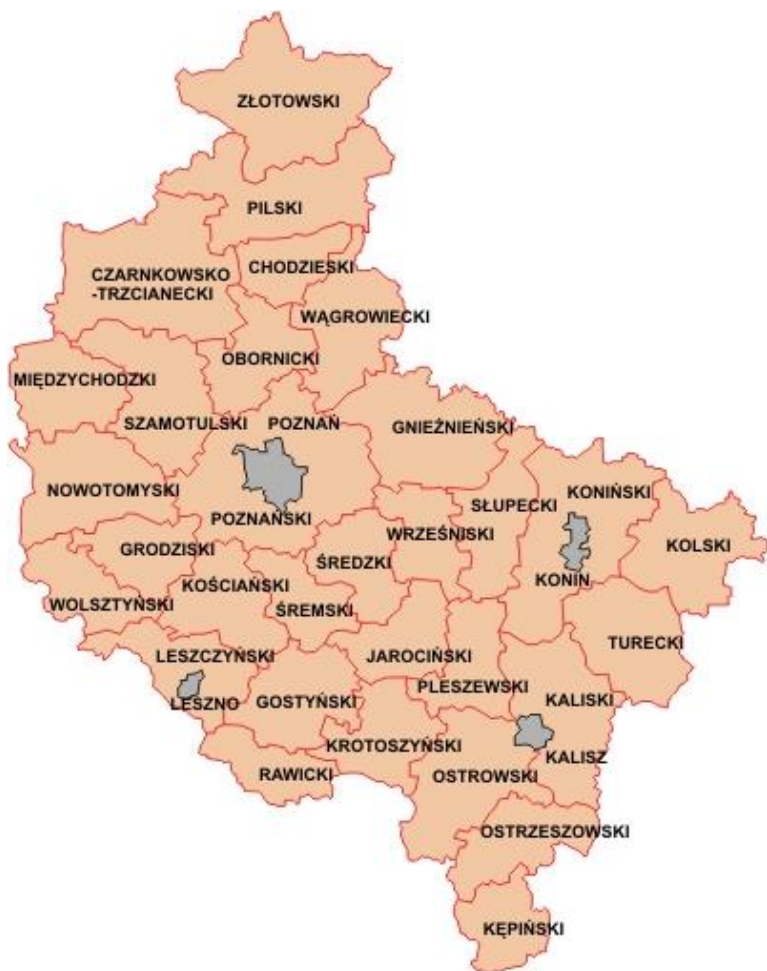 ZŁOTOWSKI
PILSKI
CHODZIESKI
CZARNKOWSKO
-TRZCIANECKI
WĄGROWIECKI
OBORNICKI
MIĘDZYCHODZKI
SZAMOTULSKI
POZNAŃ
GNIEŹNIEŃSKI
NOWOTOMYSKI
KONIŃSKI
SŁUPECKI
POZNAŃSKI
WRZEŚNISKI
KOLSKI
GRODZISKI
ŚREDZKI
KOŚCIAŃSKI
KONIN
WOLSZTYŃSKI
ŚREMSKI
TURECKI
LESZCZYŃSKI
JAROCIŃSKI
PLESZEWSKI
LESZNO
GOSTYŃSKI
KALISKI
KROTOSZYŃSKI
KALISZ
RAWICKI
OSTROWSKI
OSTRZESZOWSKI
KĘPIŃSKI